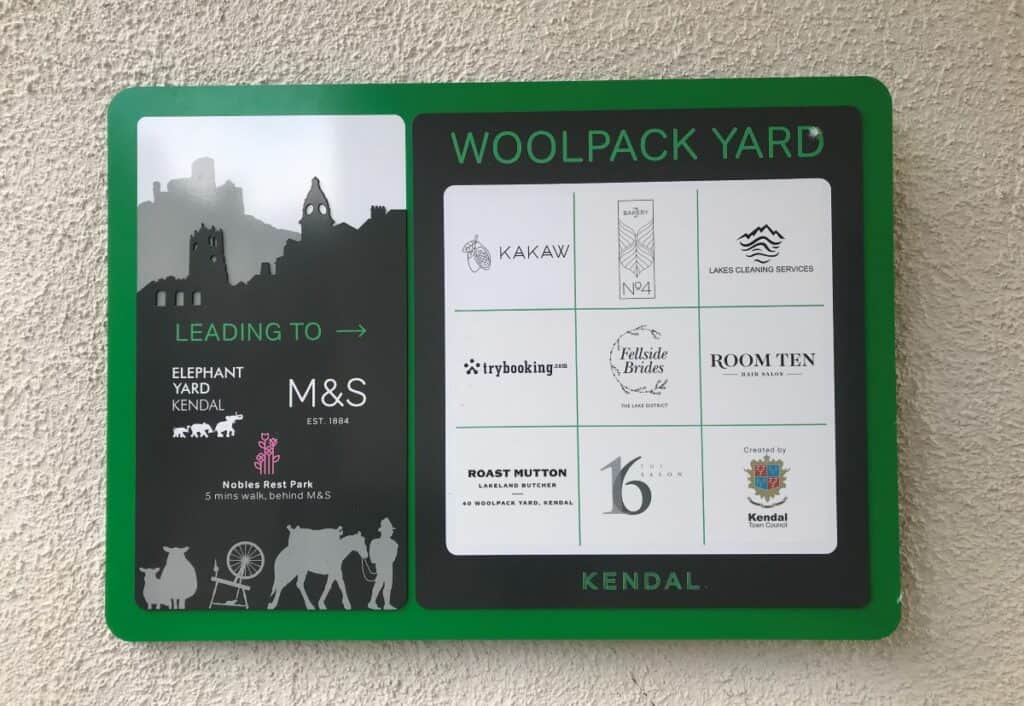 LEADING TO →
ELEPHANT
YARD
KENDAL
M&S
EST. 1884
Nobles Rest Park
5 mins walk, behind M&S
WOOLPACK YARD
KAKAW
BAKERY
Nº4
LAKES CLEANING SERVICES
trybooking.com
Fellside
Brides
THE LAKE DISTRICT
ROOM TEN
HAIR SALON
ROAST MUTTON
LAKELAND BUTCHER
40 WOOLPACK YARD, KENDAL
16 THE
SALON
Created by
Kendal
Town Council
KENDAL